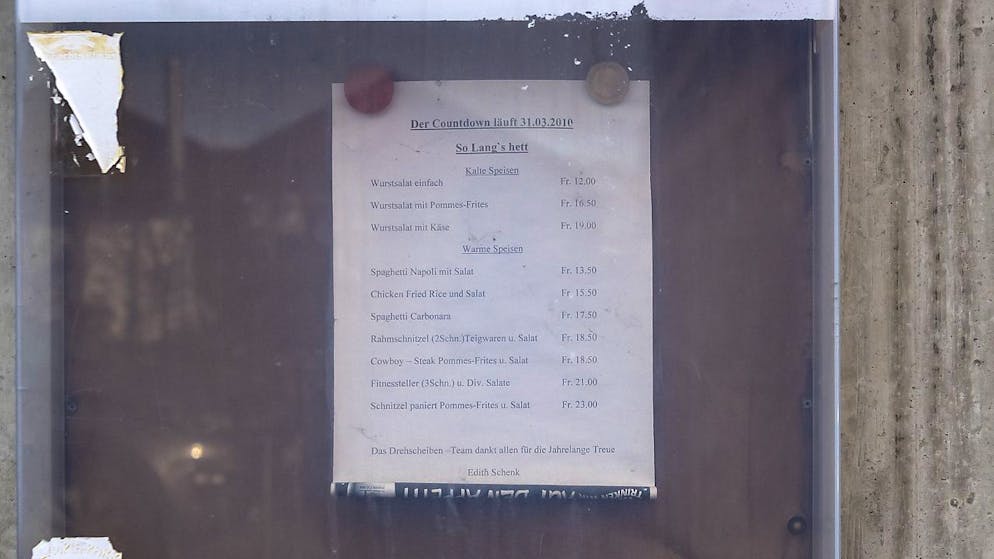 Der Countdown läuft 31.03.2010
So Lang`s hett
Kalte Speisen
Wurstsalat einfach Fr. 12.00
Wurstsalat mit Pommes-Frites Fr. 16.50
Wurstsalat mit Käse Fr. 19.00
Warme Speisen
Spaghetti Napoli mit Salat Fr. 13.50
Chicken Fried Rice und Salat Fr. 15.50
Spaghetti Carbonara Fr. 17.50
Rahmschnitzel (2Schn.)Teigwaren u. Salat Fr. 18.50
Cowboy – Steak Pommes-Frites u. Salat Fr. 18.50
Fitnessteller (3Schn.) u. Div. Salate Fr. 21.00
Schnitzel paniert Pommes-Frites u. Salat Fr. 23.00
Das Drehscheiben –Team dankt allen für die Jahrelange Treue
Edith Schenk
TRINKEN AUF DEN APPETIT